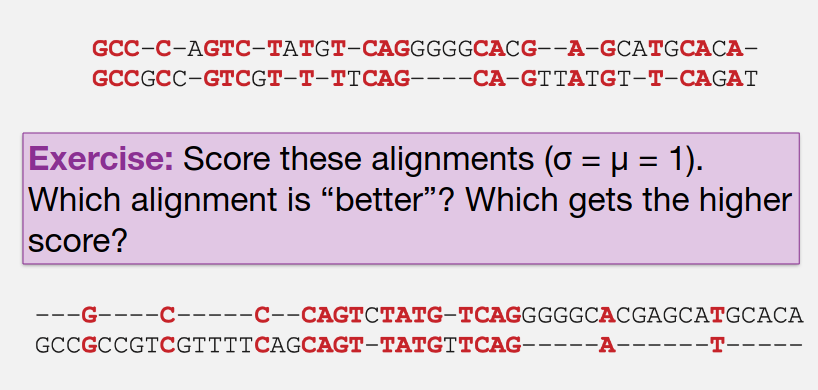 GCC–C–AGTC–TATGT–CAGGGGGCACG––A–GCATGCACA–
GCCGCC–GTCGT–T–TTCAG––––CA–GTTATGT–T–CAGAT
Exercise: Score these alignments (σ = μ = 1).
Which alignment is “better”? Which gets the higher
score?
–––G––––C–––––C––CAGTCTATG–TCAGGGGGCACGAGCATGCACA
GCCGCCGTCGTTTTCAGCAGT–TATGTTCAG–––––A––––––T–––––